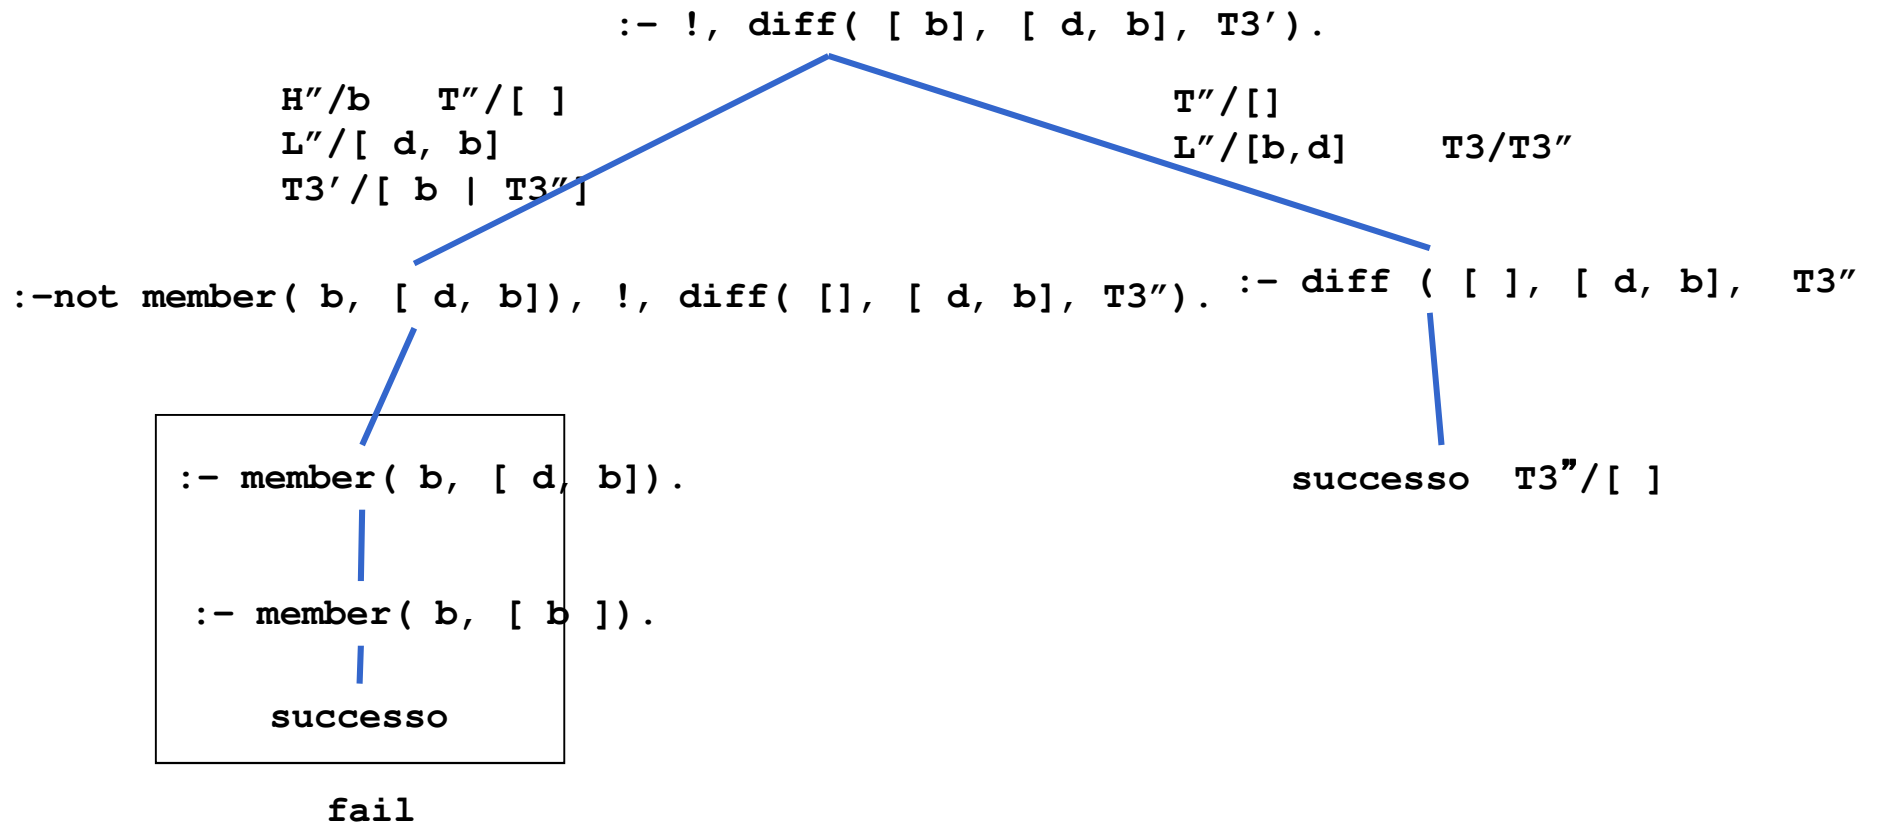 :- !, diff( [ b], [ d, b], T3′).
H″/b T″/[ ]
L″/[ d, b]
T3′/[ b | T3″]
T″/[]
L″/[b,d] T3/T3″
:-not member( b, [ d, b]), !, diff( [], [ d, b], T3″).
:- diff ( [ ], [ d, b], T3″
:- member( b, [ d, b]).
successo T3”/[ ]
:- member( b, [ b ]).
successo
fail